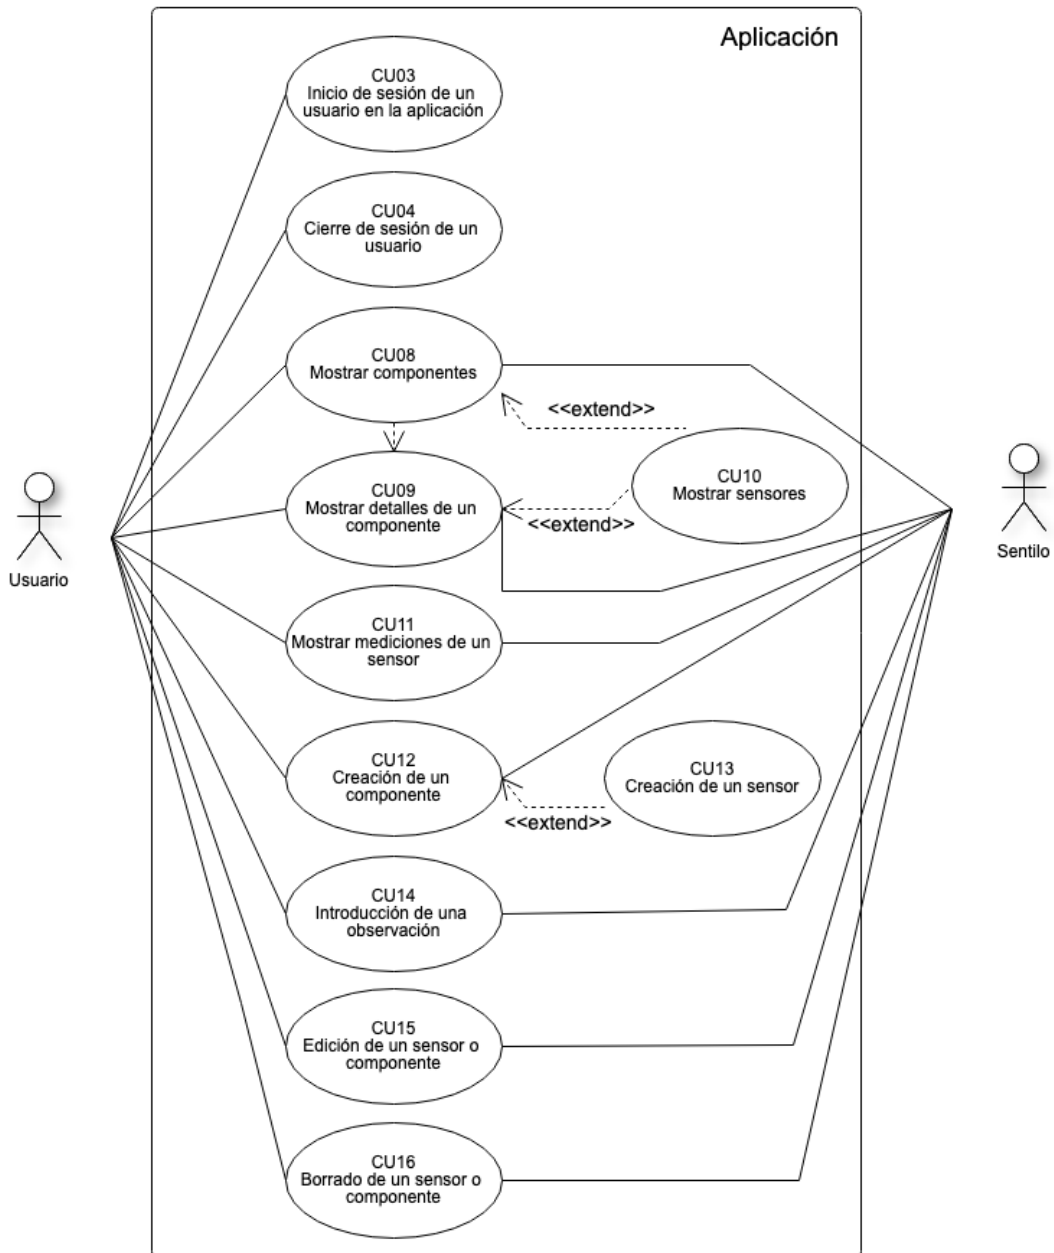 Aplicación
CU03
Inicio de sesión de un
usuario en la aplicación
CU04
Cierre de sesión de un
usuario
CU08
Mostrar componentes
<<extend>>
CU09
Mostrar detalles de un
componente
CU10
Mostrar sensores
<<extend>>
Usuario
Sentilo
CU11
Mostrar mediciones de un
sensor
CU12
Creación de un
componente
CU13
Creación de un sensor
<<extend>>
CU14
Introducción de una
observación
CU15
Edición de un sensor o
componente
CU16
Borrado de un sensor o
componente